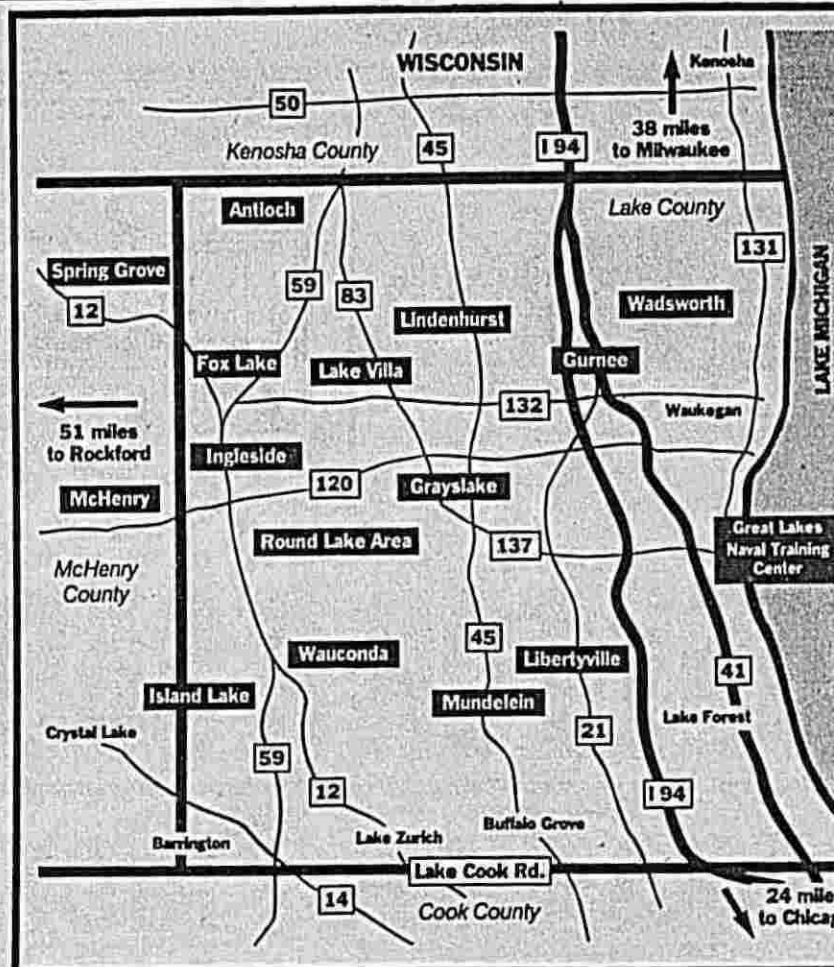 WISCONSIN
Kenosha
50
38 miles
to Milwaukee
Kenosha County
45
I 94
Antioch
Lake County
131
Spring Grove
12
59
83
Lindenhurst
Wadsworth
LAKE MICHIGAN
Fox Lake
Lake Villa
Gurnee
132
Waukegan
51 miles
to Rockford
Ingleside
120
Grayslake
McHenry
Round Lake Area
137
Great Lakes
Naval Training
Center
McHenry
County
45
Wauconda
Libertyville
41
Island Lake
Mundelein
Lake Forest
Crystal Lake
21
59
12
I 94
Barrington
Lake Zurich
Buffalo Grove
Lake Cook Rd.
14
Cook County
24 mile
to Chicag